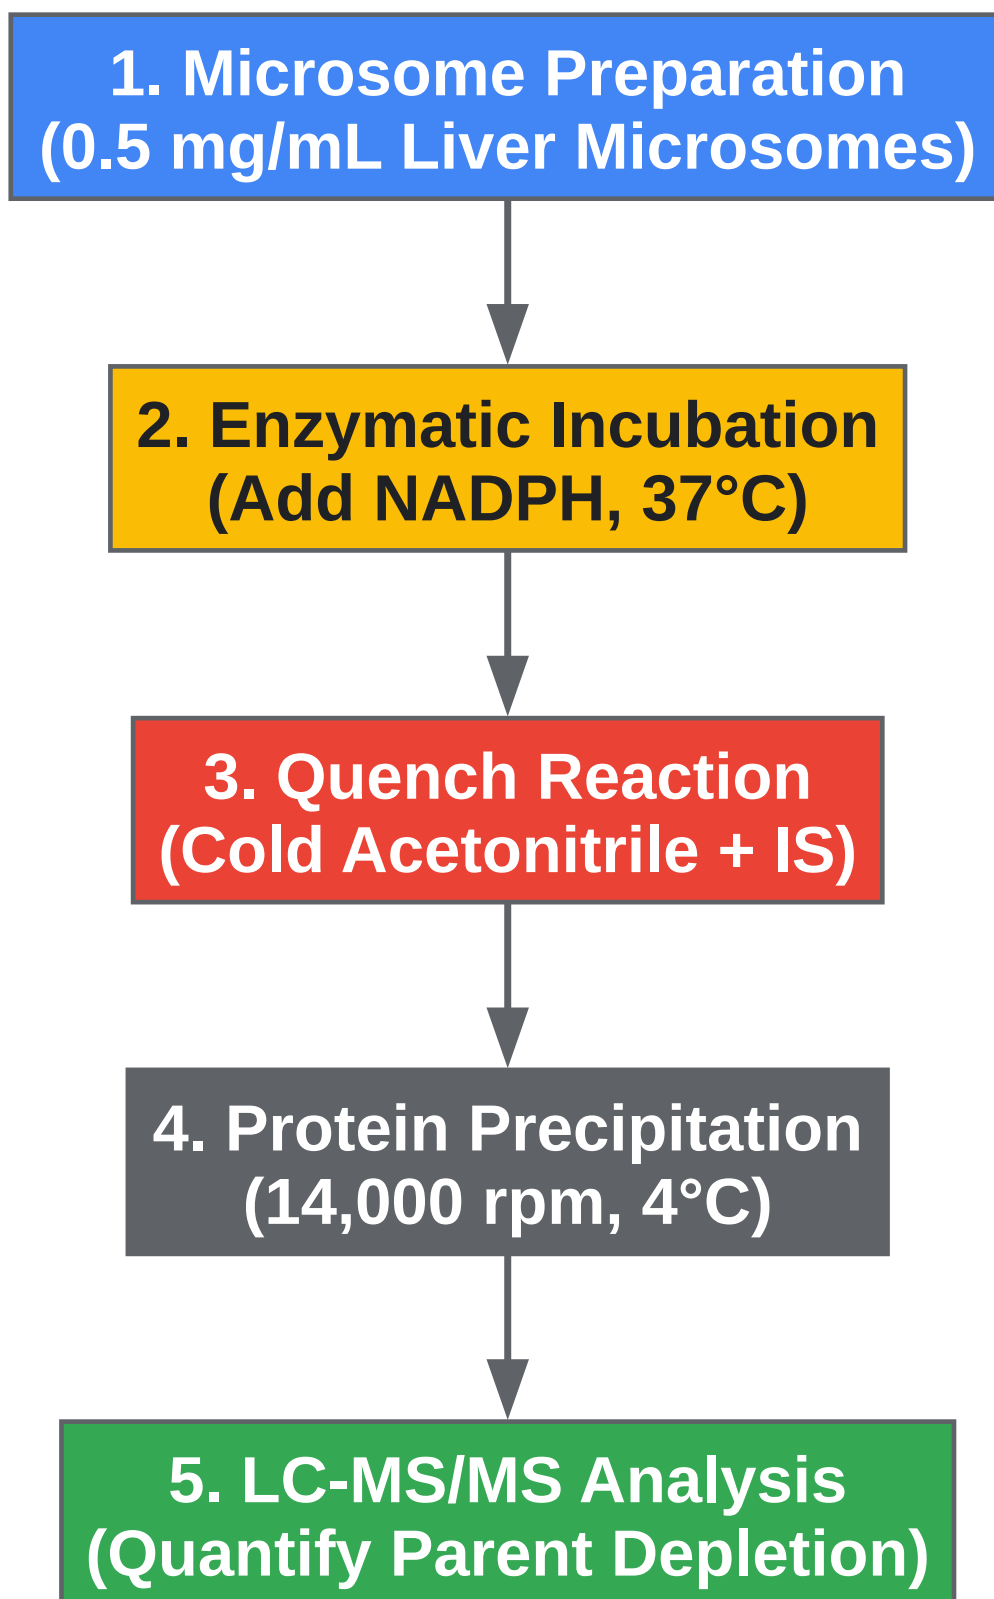 1. Microsome Preparation
(0.5 mg/mL Liver Microsomes)
2. Enzymatic Incubation
(Add NADPH, 37°C)
3. Quench Reaction
(Cold Acetonitrile + IS)
4. Protein Precipitation
(14,000 rpm, 4°C)
5. LC-MS/MS Analysis
(Quantify Parent Depletion)